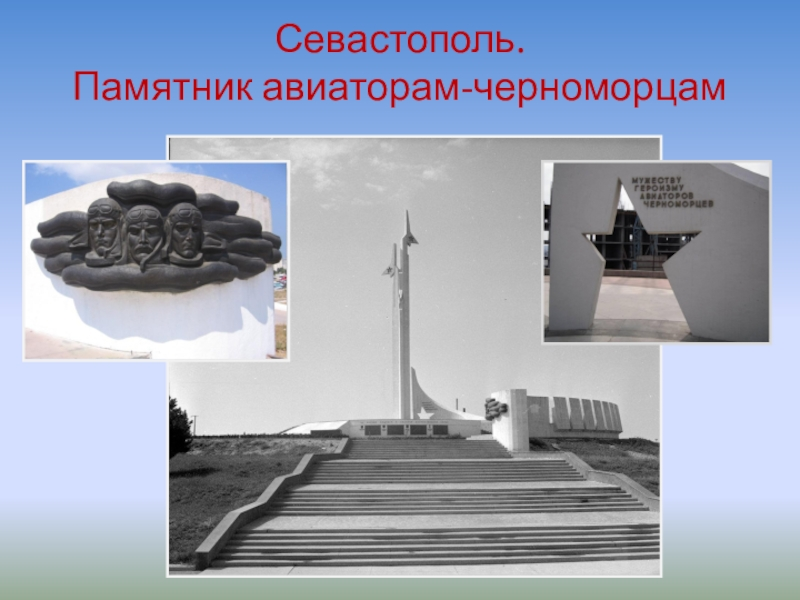 Севастополь.
Памятник авиаторам-черноморцам
МУЖЕСТВУ
ГЕРОИЗМУ
АВИАТОРОВ
ЧЕРНОМОРЦЕВ